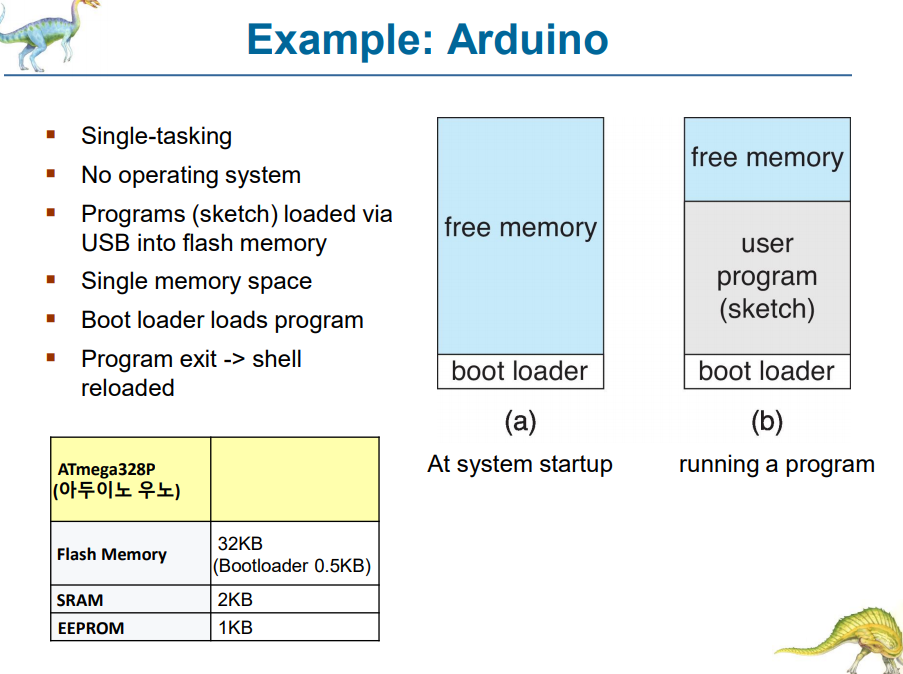 Example: Arduino
Single-tasking
No operating system
Programs (sketch) loaded via
USB into flash memory
Single memory space
Boot loader loads program
Program exit -> shell
reloaded
free memory
boot loader
(a)
At system startup
free memory
user
program
(sketch)
boot loader
(b)
running a program
ATmega328P
(아두이노 우노)
Flash Memory
32KB
(Bootloader 0.5KB)
SRAM
2KB
EEPROM
1KB